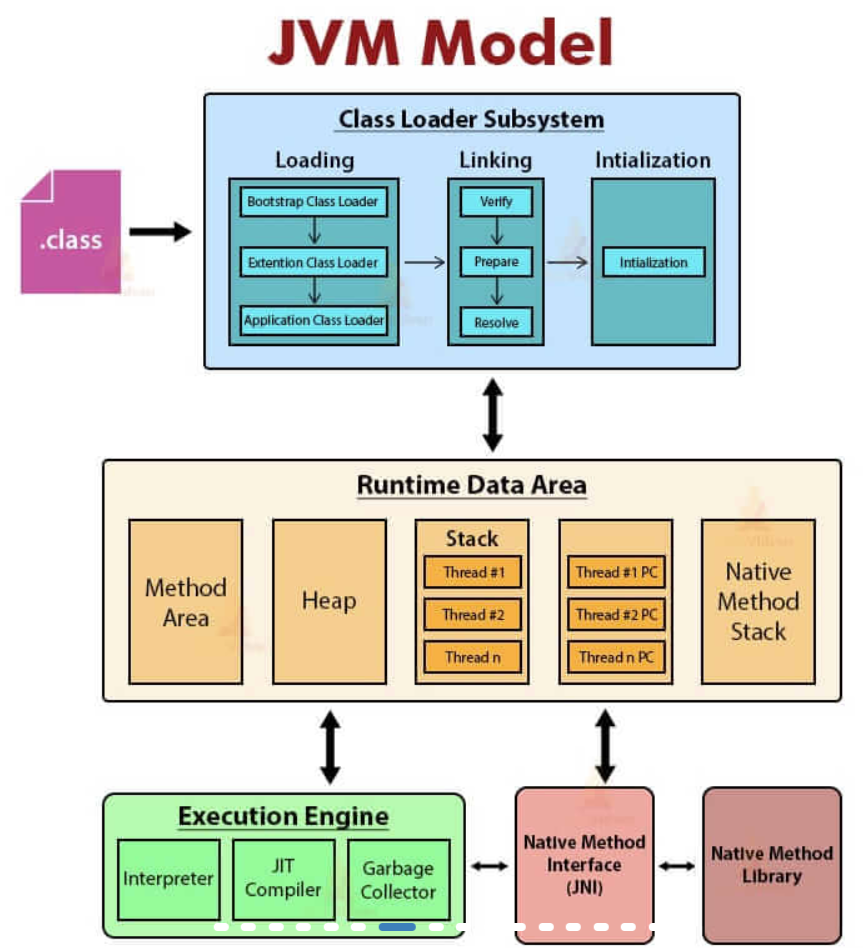 JVM Model
Class Loader Subsystem
Loading
Linking
Intialization
.class
Bootstrap Class Loader
Extention Class Loader
Application Class Loader
Verify
Prepare
Resolve
Intialization
Runtime Data Area
Method
Area
Heap
Stack
Thread #1
Thread #2
Thread n
Thread #1 PC
Thread #2 PC
Thread n PC
Native
Method
Stack
Execution Engine
Interpreter
JIT
Compiler
Garbage
Collector
Native Method
Interface
(JNI)
Native Method
Library